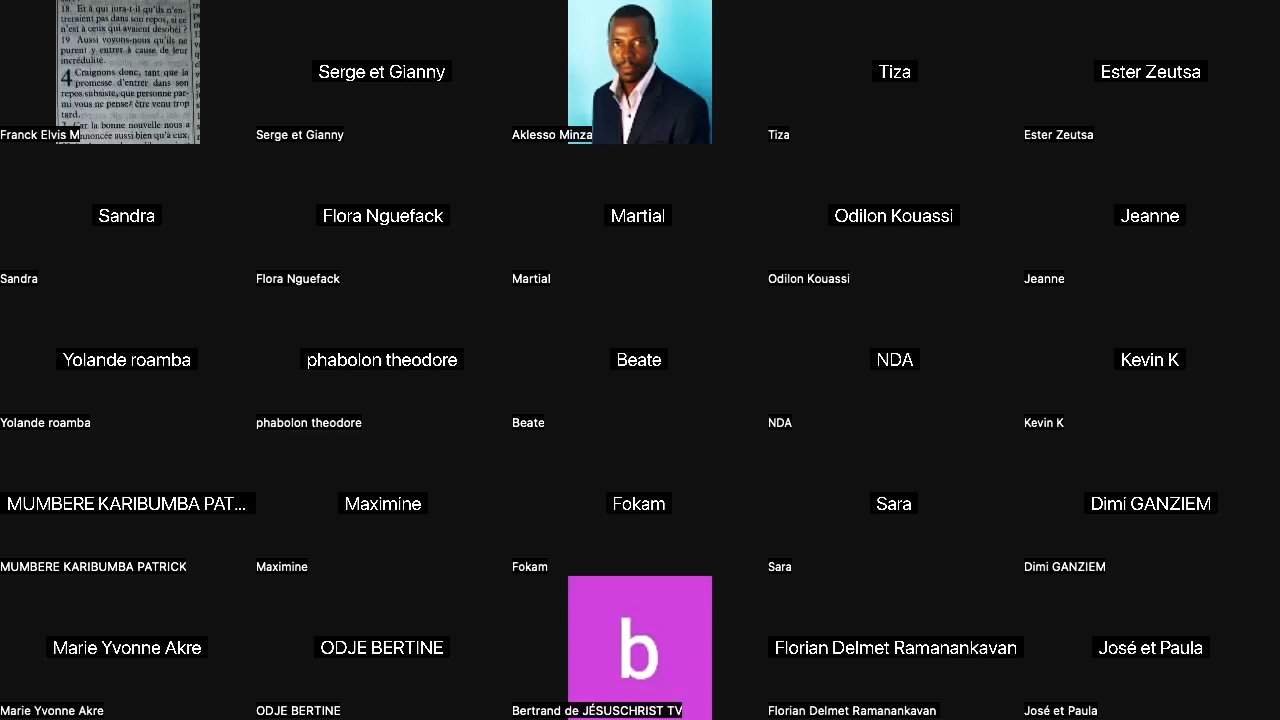 18. Et à qui jura-t-il qu'ils n'en-
treraient pas dans son repos, si ce
n'est à ceux qui avaient désobéi ?
19 Aussi voyons-nous qu'ils ne
purent y entrer à cause de leur
incrédulité.
4 Craignons donc, tant que la
promesse d'entrer dans son
repos subsiste, que personne par-
mi vous ne pense être venu trop
tard.
Car la bonne nouvelle nous a
annoncée aussi bien qu'à eux.
Franck Elvis M
Serge et Gianny
Serge et Gianny
Aklesso Minza
Tiza
Tiza
Ester Zeutsa
Ester Zeutsa
Sandra
Sandra
Flora Nguefack
Flora Nguefack
Martial
Martial
Odilon Kouassi
Odilon Kouassi
Jeanne
Jeanne
Yolande roamba
Yolande roamba
phabolon theodore
phabolon theodore
Beate
Beate
NDA
NDA
Kevin K
Kevin K
MUMBERE KARIBUMBA PAT...
MUMBERE KARIBUMBA PATRICK
Maximine
Maximine
Fokam
Fokam
Sara
Sara
Dimi GANZIEM
Dimi GANZIEM
Marie Yvonne Akre
Marie Yvonne Akre
ODJE BERTINE
ODJE BERTINE
b
Bertrand de JÉSUSCHRIST TV
Florian Delmet Ramanankavan
Florian Delmet Ramanankavan
José et Paula
José et Paula